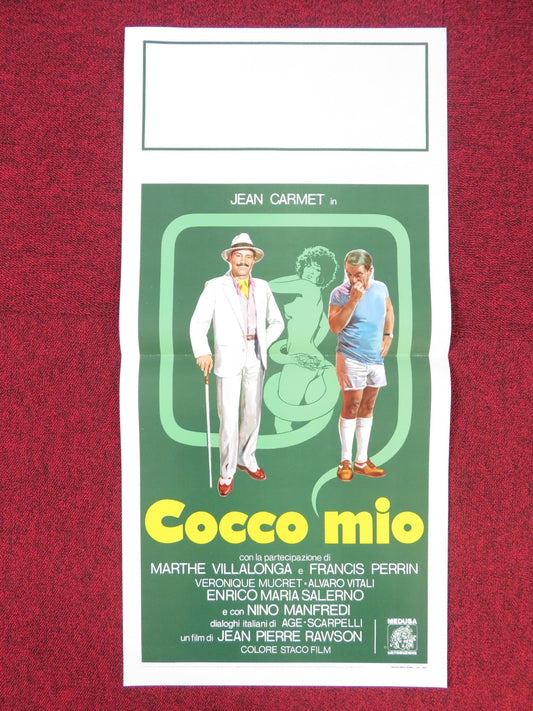 JEAN CARMET in
Cocco mio
con la partecipazione di
MARTHE VILLALONGA e FRANCIS PERRIN
VERONIQUE MUCRET • ALVARO VITALI
ENRICO MARIA SALERNO
e con NINO MANFREDI
dialoghi italiani di AGE-SCARPELLI
un film di JEAN PIERRE RAWSON
COLORE STACO FILM
MEDUSA